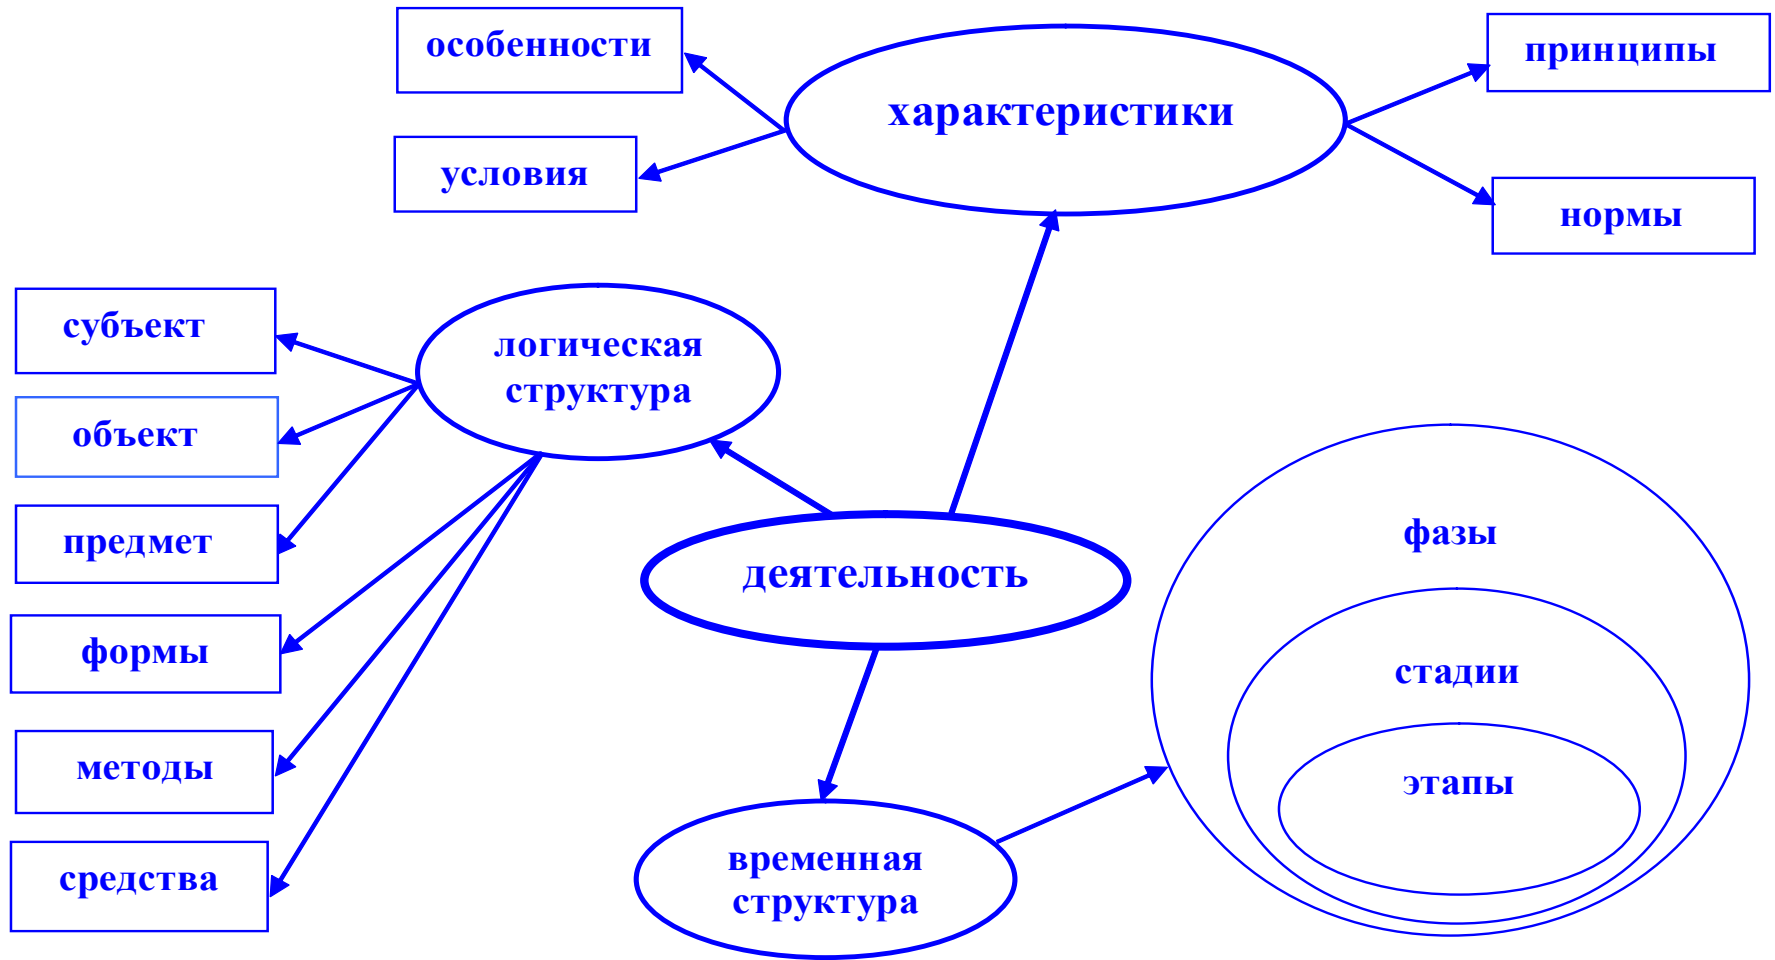 особенности
условия
характеристики
принципы
нормы
субъект
объект
предмет
формы
методы
средства
логическая
структура
деятельность
временная
структура
фазы
стадии
этапы